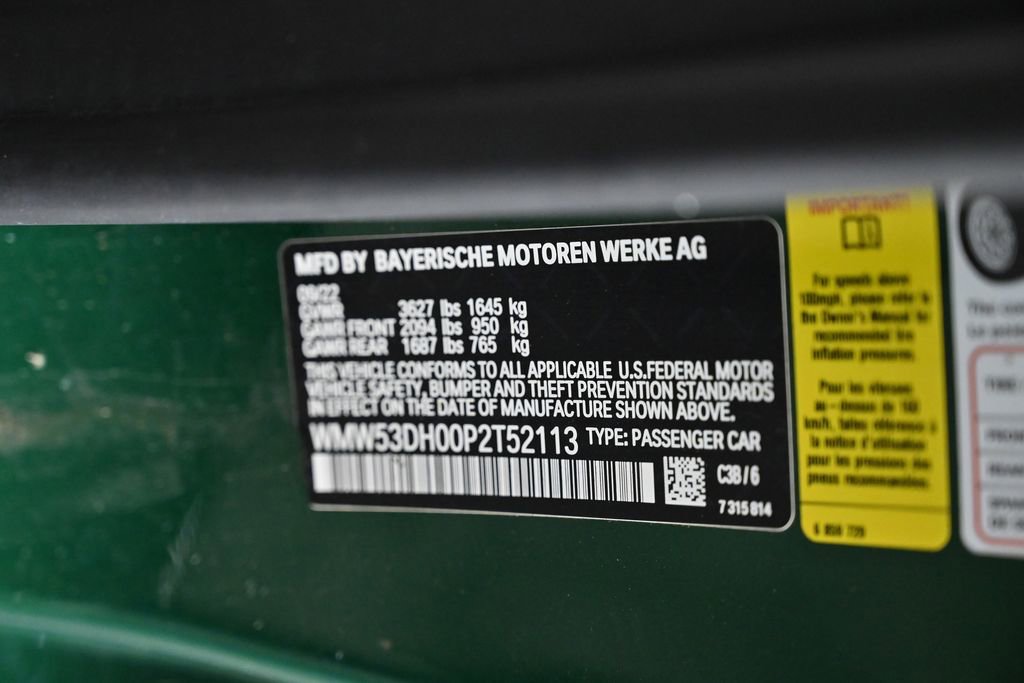 MFD BY BAYERISCHE MOTOREN WERKE AG
08/22
GVWR 3627 lbs 1645 kg
GAWR FRONT 2094 lbs 950 kg
GAWR REAR 1687 lbs 765 kg
THIS VEHICLE CONFORMS TO ALL APPLICABLE U.S.FEDERAL MOTOR
VEHICLE SAFETY, BUMPER AND THEFT PREVENTION STANDARDS
IN EFFECT ON THE DATE OF MANUFACTURE SHOWN ABOVE.
WMW53DH00P2T52113 TYPE: PASSENGER CAR
C3B / 6
7 315 814
IMPORTANT!
For speeds above
100mph, please refer to
the Owner's Manual for
recommended tire
inflation pressures.
Pour les vitesses
au-dessus de 160
km/h, faites référence à
la notice d'utilisation
pour les pressions des
pneus recommandées.